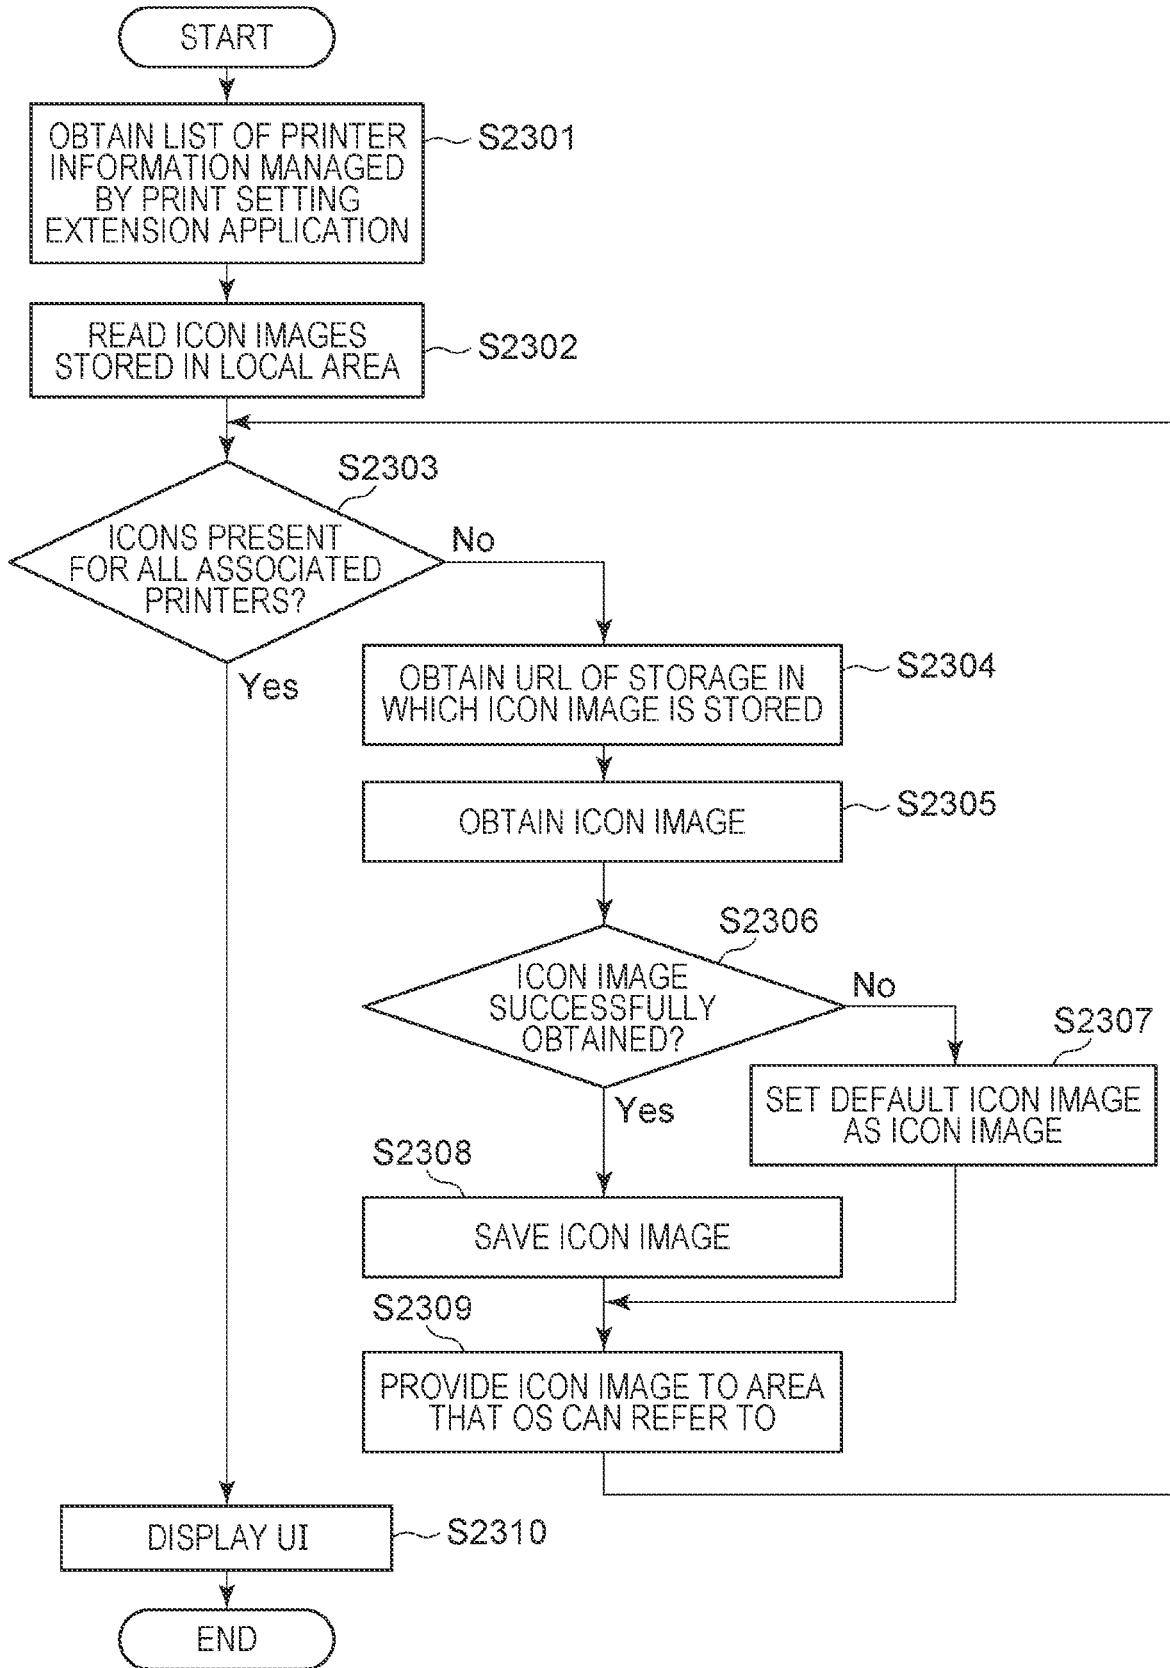 START
OBTAIN LIST OF PRINTER
INFORMATION MANAGED
BY PRINT SETTING
EXTENSION APPLICATION
S2301
READ ICON IMAGES
STORED IN LOCAL AREA
S2302
S2303
ICONS PRESENT
FOR ALL ASSOCIATED
PRINTERS?
No
Yes
OBTAIN URL OF STORAGE IN
WHICH ICON IMAGE IS STORED
S2304
OBTAIN ICON IMAGE
S2305
S2306
ICON IMAGE
SUCCESSFULLY
OBTAINED?
No
Yes
S2307
SET DEFAULT ICON IMAGE
AS ICON IMAGE
S2308
SAVE ICON IMAGE
S2309
PROVIDE ICON IMAGE TO AREA
THAT OS CAN REFER TO
DISPLAY UI
S2310
END